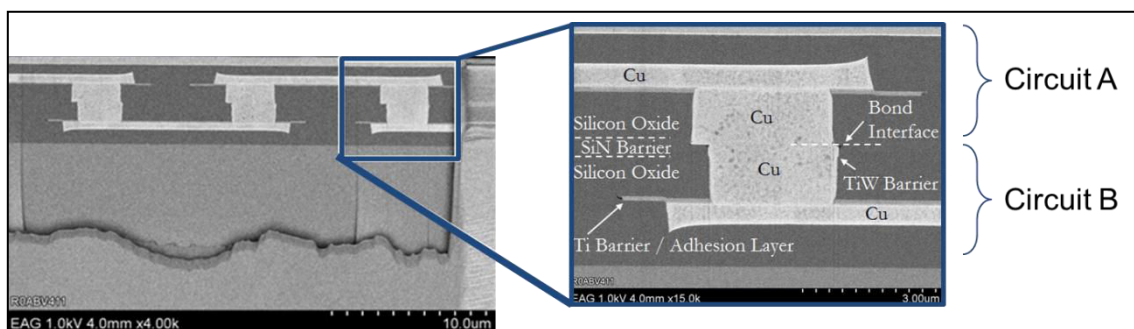 R0ABV411
EAG 1.0kV 4.0mm x4.00k
10.0um
Cu
Cu
Silicon Oxide
SiN Barrier
Silicon Oxide
Bond
Interface
Cu
TiW Barrier
Cu
Ti Barrier / Adhesion Layer
R0ABV411
EAG 1.0kV 4.0mm x15.0k
3.00um
Circuit A
Circuit B